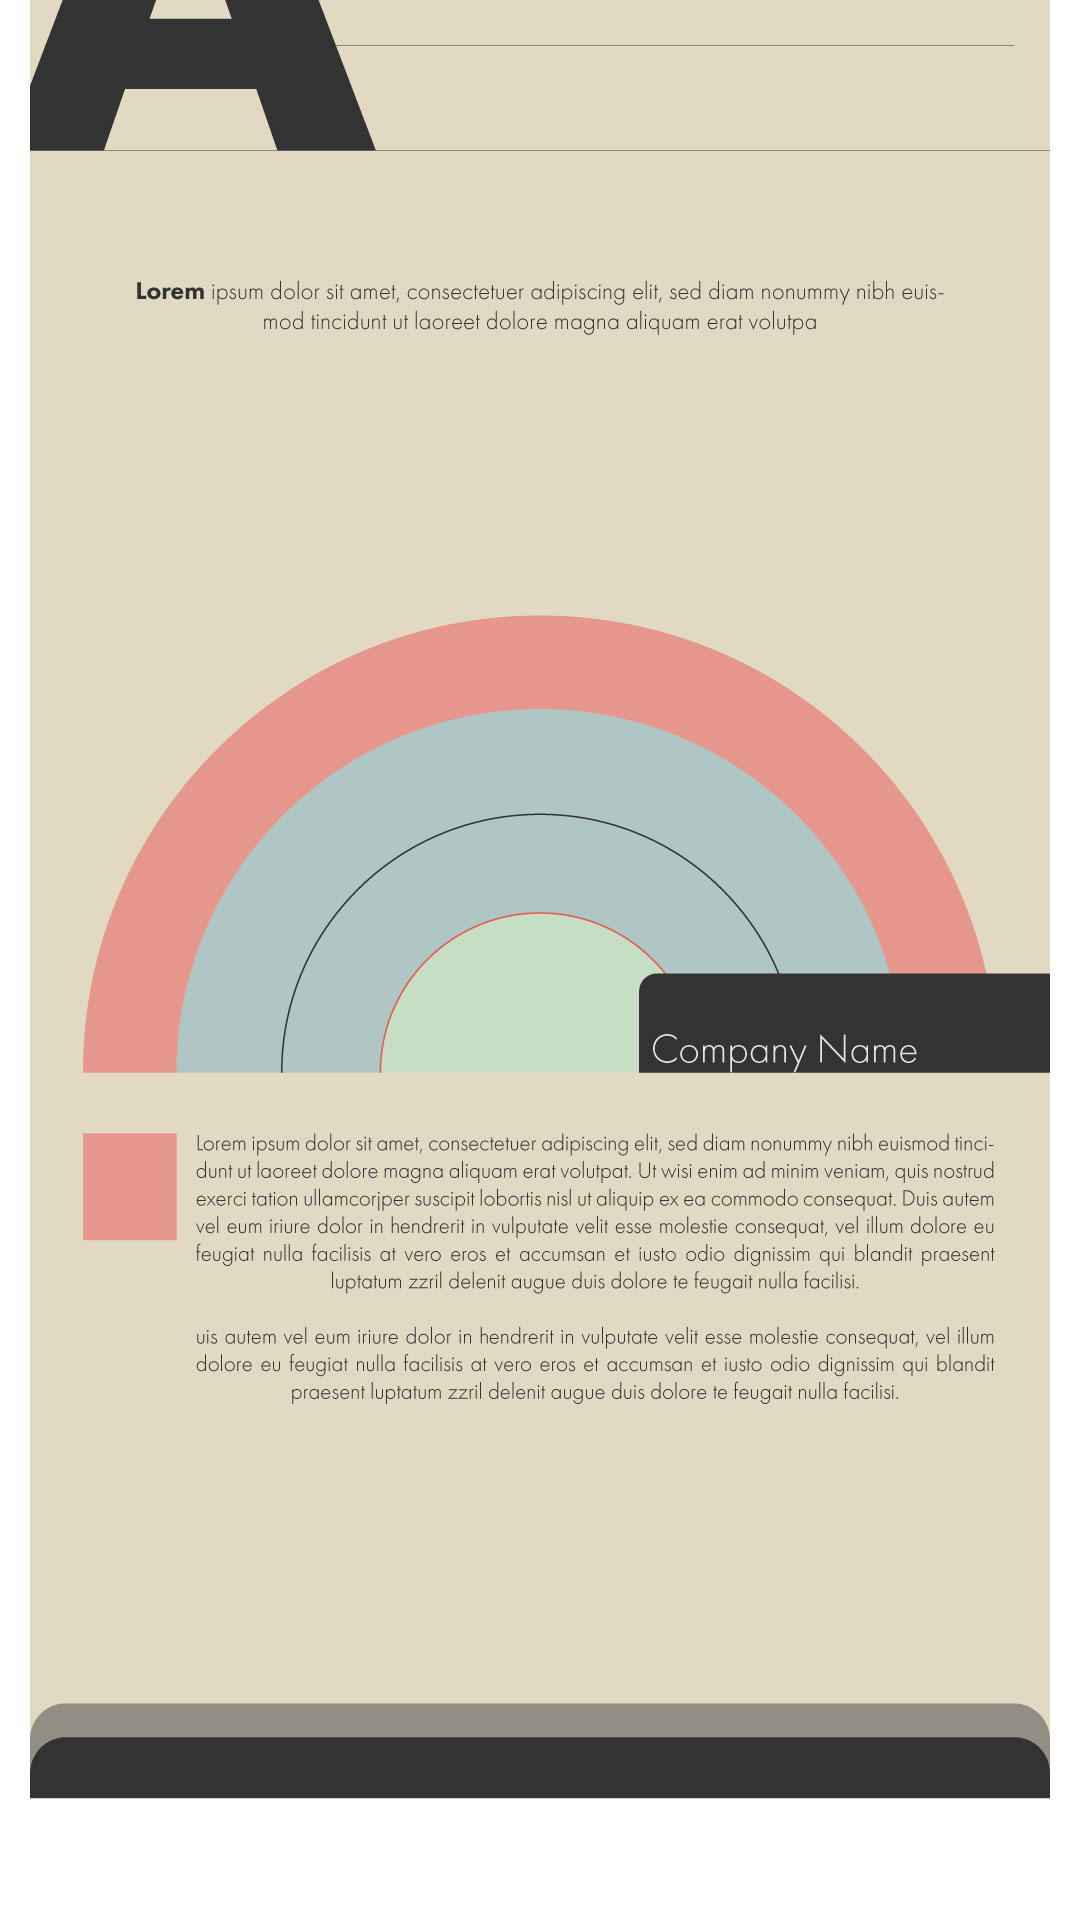 A
Lorem ipsum dolor sit amet, consectetuer adipiscing elit, sed diam nonummy nibh euis-
mod tincidunt ut laoreet dolore magna aliquam erat volutpa
Company Name
Lorem ipsum dolor sit amet, consectetuer adipiscing elit, sed diam nonummy nibh euismod tinci-
dunt ut laoreet dolore magna aliquam erat volutpat. Ut wisi enim ad minim veniam, quis nostrud
exerci tation ullamcorjper suscipit lobortis nisl ut aliquip ex ea commodo consequat. Duis autem
vel eum iriure dolor in hendrerit in vulputate velit esse molestie consequat, vel illum dolore eu
feugiat nulla facilisis at vero eros et accumsan et iusto odio dignissim qui blandit praesent
luptatum zzril delenit augue duis dolore te feugait nulla facilisi.
uis autem vel eum iriure dolor in hendrerit in vulputate velit esse molestie consequat, vel illum
dolore eu feugiat nulla facilisis at vero eros et accumsan et iusto odio dignissim qui blandit
praesent luptatum zzril delenit augue duis dolore te feugait nulla facilisi.